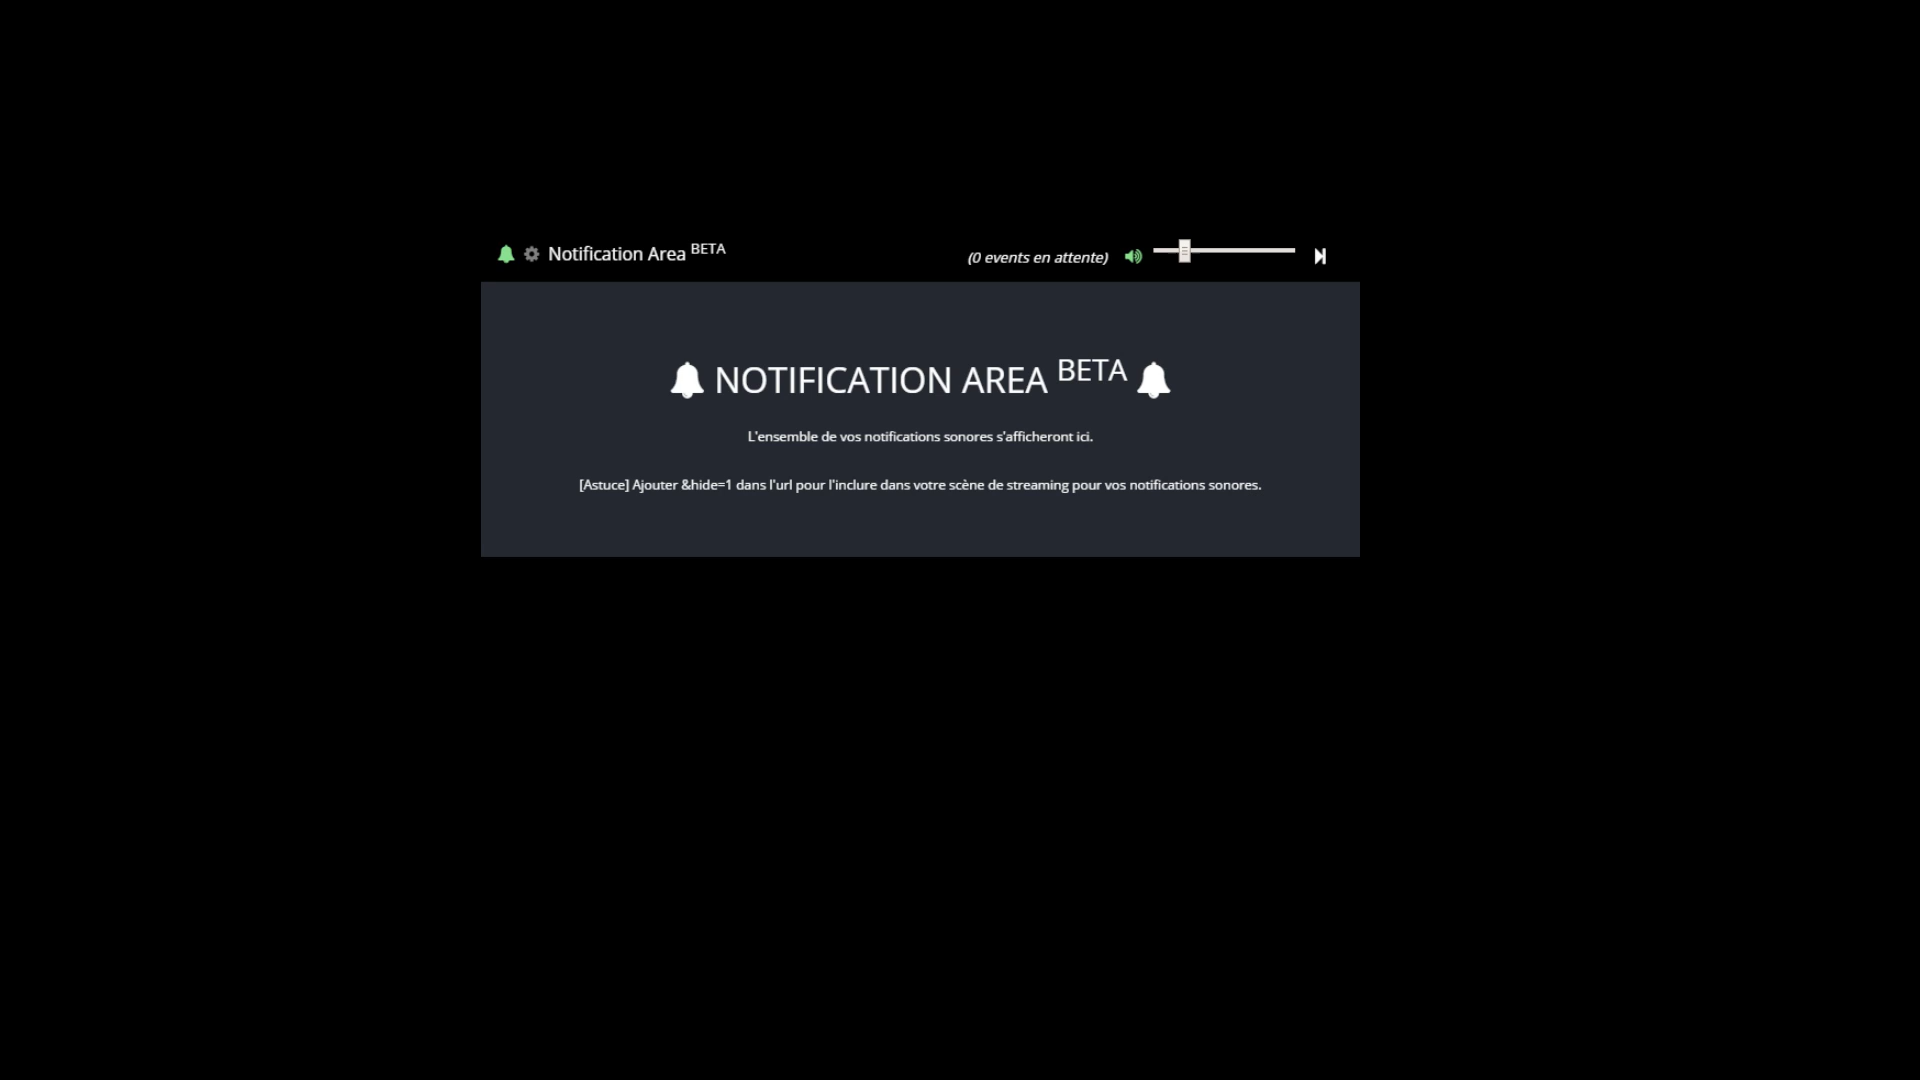 Notification Area BETA
(0 events en attente)
NOTIFICATION AREA BETA
L'ensemble de vos notifications sonores s'afficheront ici.
[Astuce] Ajouter &hide=1 dans l'url pour l'inclure dans votre scène de streaming pour vos notifications sonores.